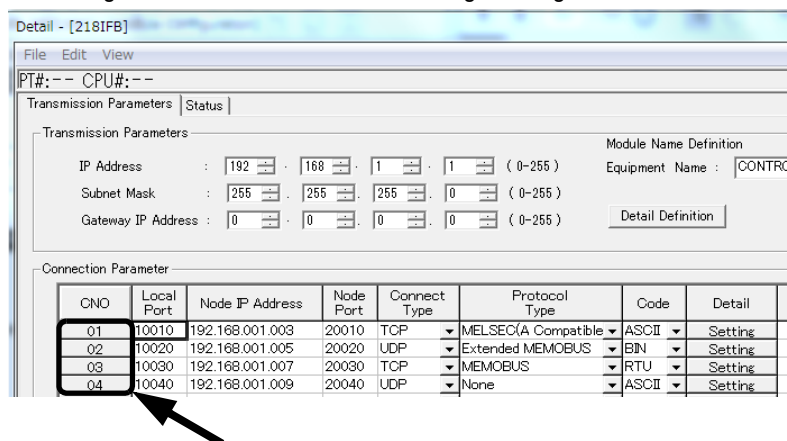 Detail - [218IFB]
File Edit View
PT#:-- CPU#:--
Transmission Parameters Status
Transmission Parameters
Module Name Definition
IP Address : 192 . 168 . 1 . 1 ( 0-255 ) Equipment Name : CONTRO
Subnet Mask : 255 . 255 . 255 . 0 ( 0-255 )
Gateway IP Address : 0 . 0 . 0 . 0 ( 0-255 ) Detail Definition
Connection Parameter
CNO Local Port Node IP Address Node Port Connect Type Protocol Type Code Detail
01 10010 192.168.001.003 20010 TCP MELSEC(A Compatible ASCII Setting
02 10020 192.168.001.005 20020 UDP Extended MEMOBUS BIN Setting
03 10030 192.168.001.007 20030 TCP MEMOBUS RTU Setting
04 10040 192.168.001.009 20040 UDP None ASCII Setting